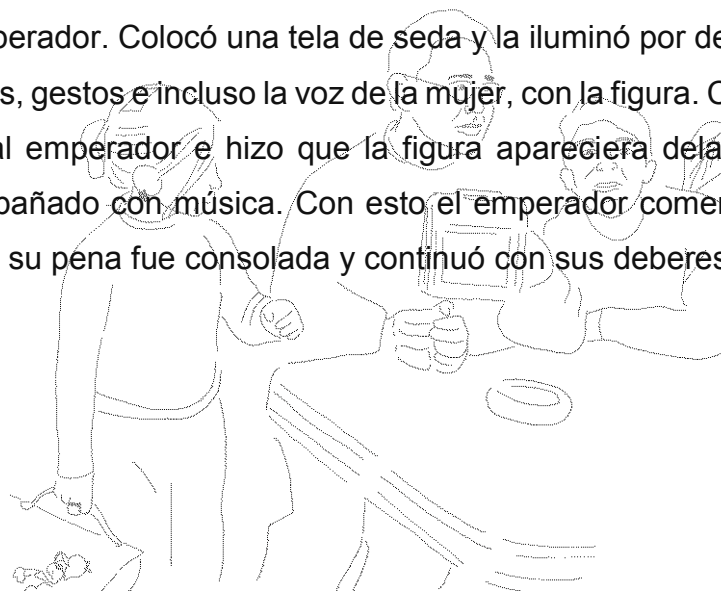 perador. Colocó una tela de seda y la iluminó por de
s, gestos e incluso la voz de la mujer, con la figura. C
al emperador e hizo que la figura apareciera dela
pañado con música. Con esto el emperador comen
su pena fue consolada y continuó con sus deberes